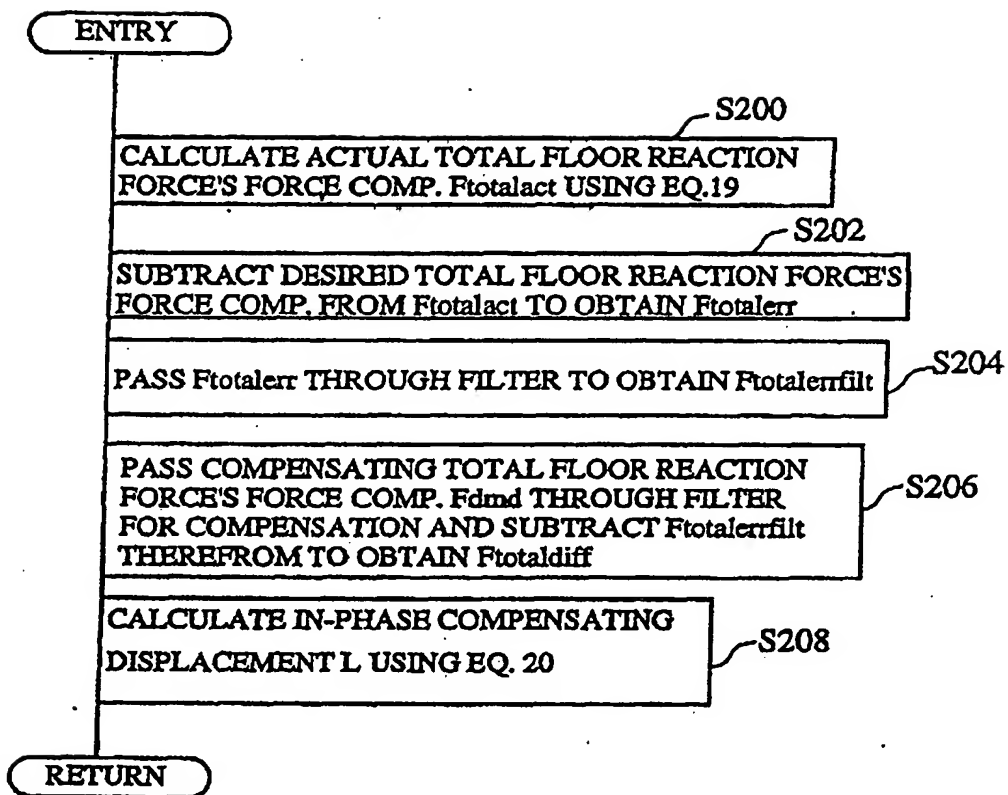 ENTRY
S200
CALCULATE ACTUAL TOTAL FLOOR REACTION
FORCE'S FORCE COMP. Ftotalact USING EQ.19
S202
SUBTRACT DESIRED TOTAL FLOOR REACTION FORCE'S
FORCE COMP. FROM Ftotalact TO OBTAIN Ftotalerr
PASS Ftotalerr THROUGH FILTER TO OBTAIN Ftotalerrfilt
S204
PASS COMPENSATING TOTAL FLOOR REACTION
FORCE'S FORCE COMP. Fdmd THROUGH FILTER
FOR COMPENSATION AND SUBTRACT Ftotalerrfilt
THEREFROM TO OBTAIN Ftotaldiff
S206
CALCULATE IN-PHASE COMPENSATING
DISPLACEMENT L USING EQ. 20
S208
RETURN